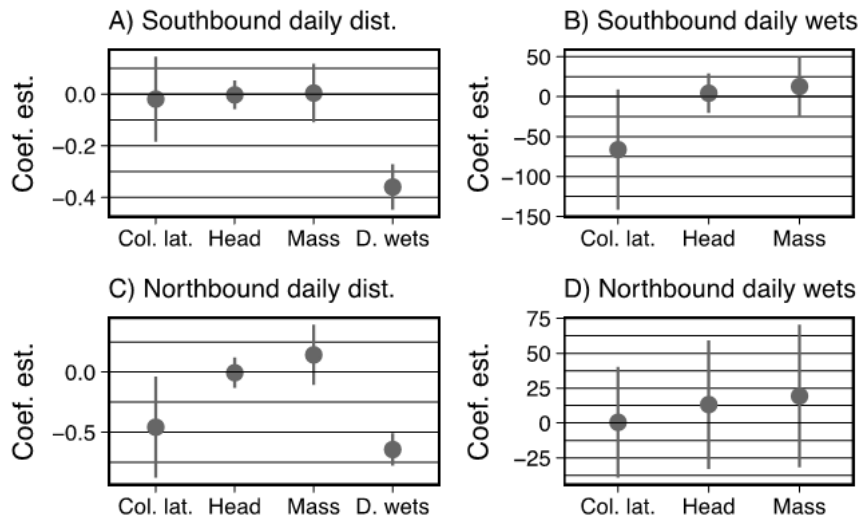 A) Southbound daily dist.
Coef. est.
0.0
−0.2
−0.4
Col. lat. Head Mass D. wets
B) Southbound daily wets
Coef. est.
50
0
−50
−100
−150
Col. lat. Head Mass
C) Northbound daily dist.
Coef. est.
0.0
−0.5
Col. lat. Head Mass D. wets
D) Northbound daily wets
Coef. est.
75
50
25
0
−25
Col. lat. Head Mass